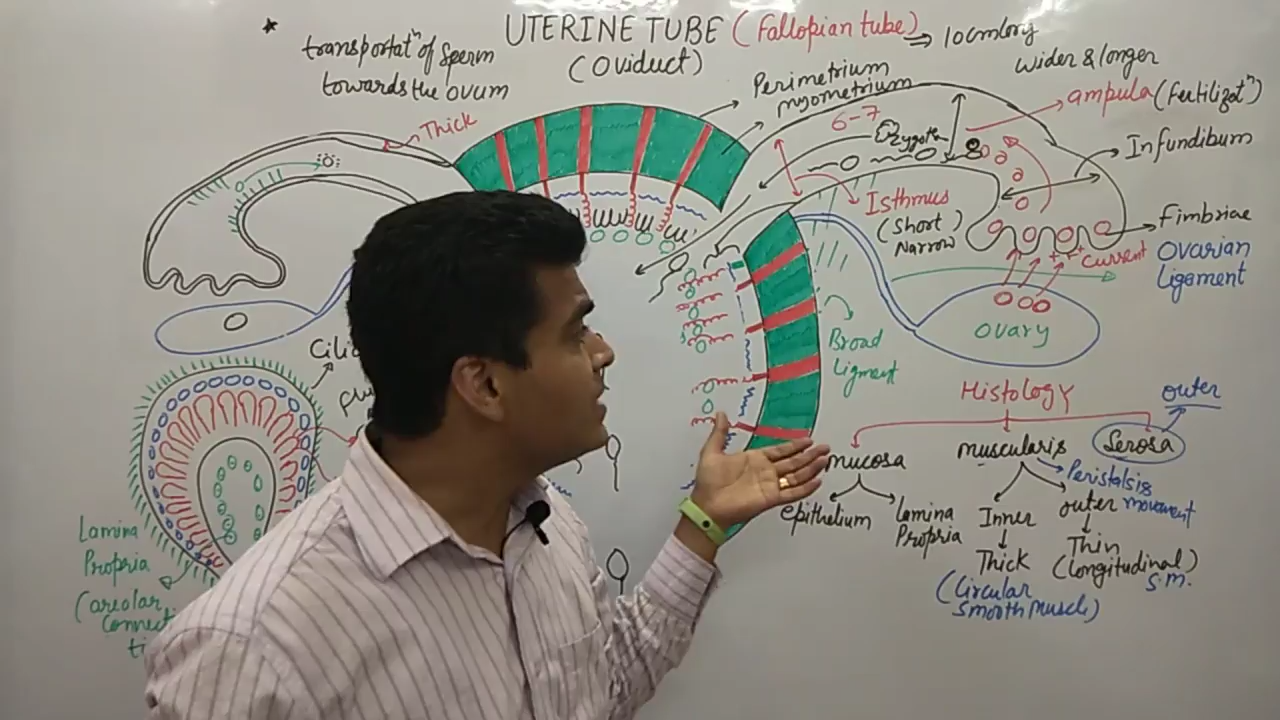 UTERINE TUBE (Fallopian tube) ⇒ 10cm long
(Oviduct)
* transportatⁿ of sperm
towards the ovum
Thick
Perimetrium
myometrium
wider & longer
ampula (fertilizatⁿ)
Infundibum
6-7
Zygote
Isthmus
(Short)
Narrow
Fimbriae
Ovarian
Ligement
current
ovary
Broad
Ligment
Histology
outer
mucosa
muscularis
Serosa
epithelium
Lamina
Propria
Peristalsis
movement
Inner
outer
Thick
Thin
(Circular
Smooth Muscle)
(Longitudinal)
S.M.
Lamina
Propria
(areolar